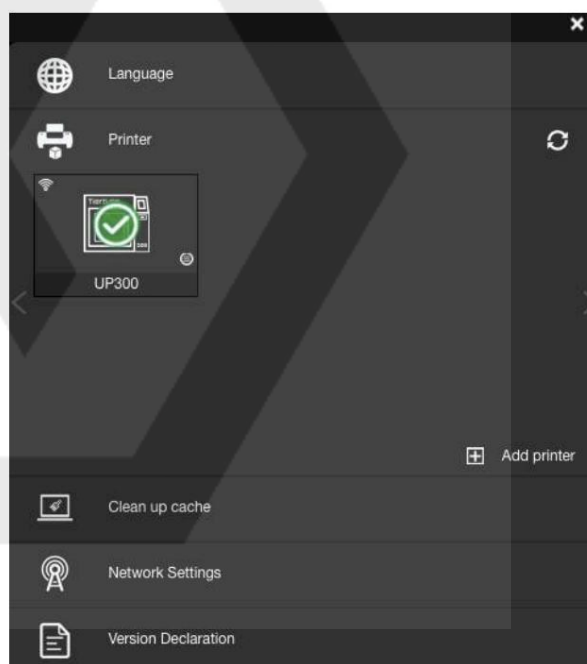 Language
Printer
UP300
Add printer
Clean up cache
Network Settings
Version Declaration